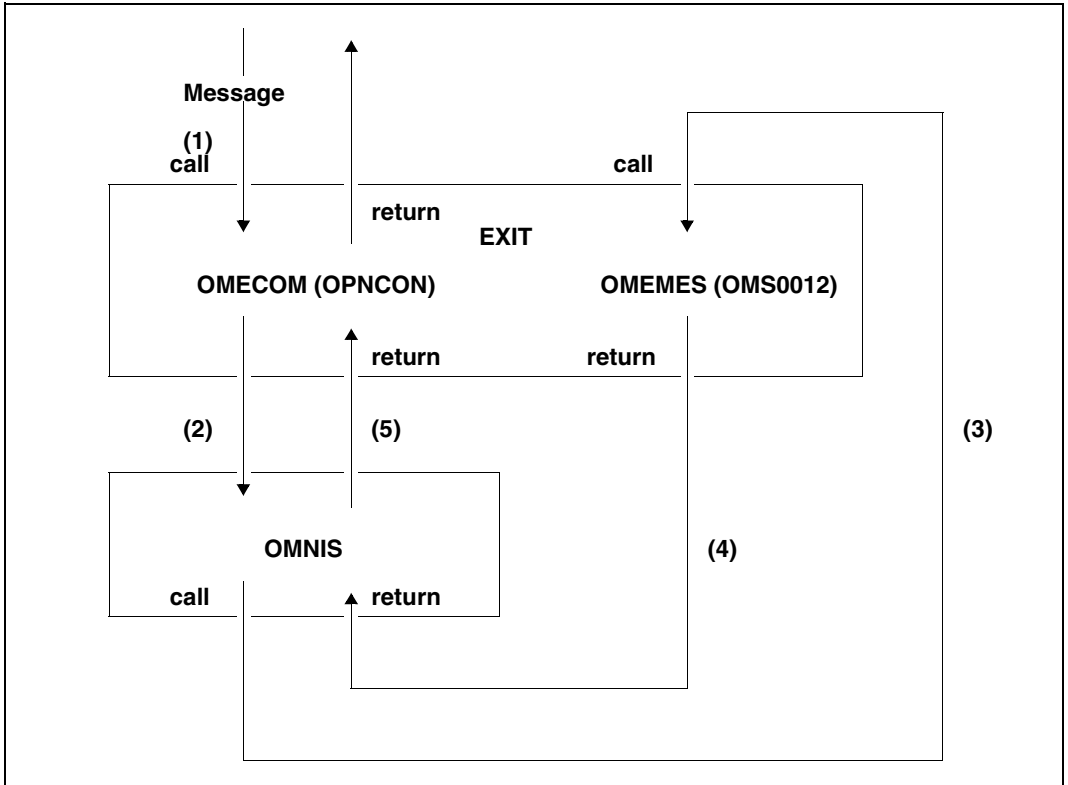 Message
(1)
call
call
return
EXIT
OMECOM (OPNCON)
OMEMES (OMS0012)
return
return
(2)
(5)
(3)
OMNIS
(4)
call
return